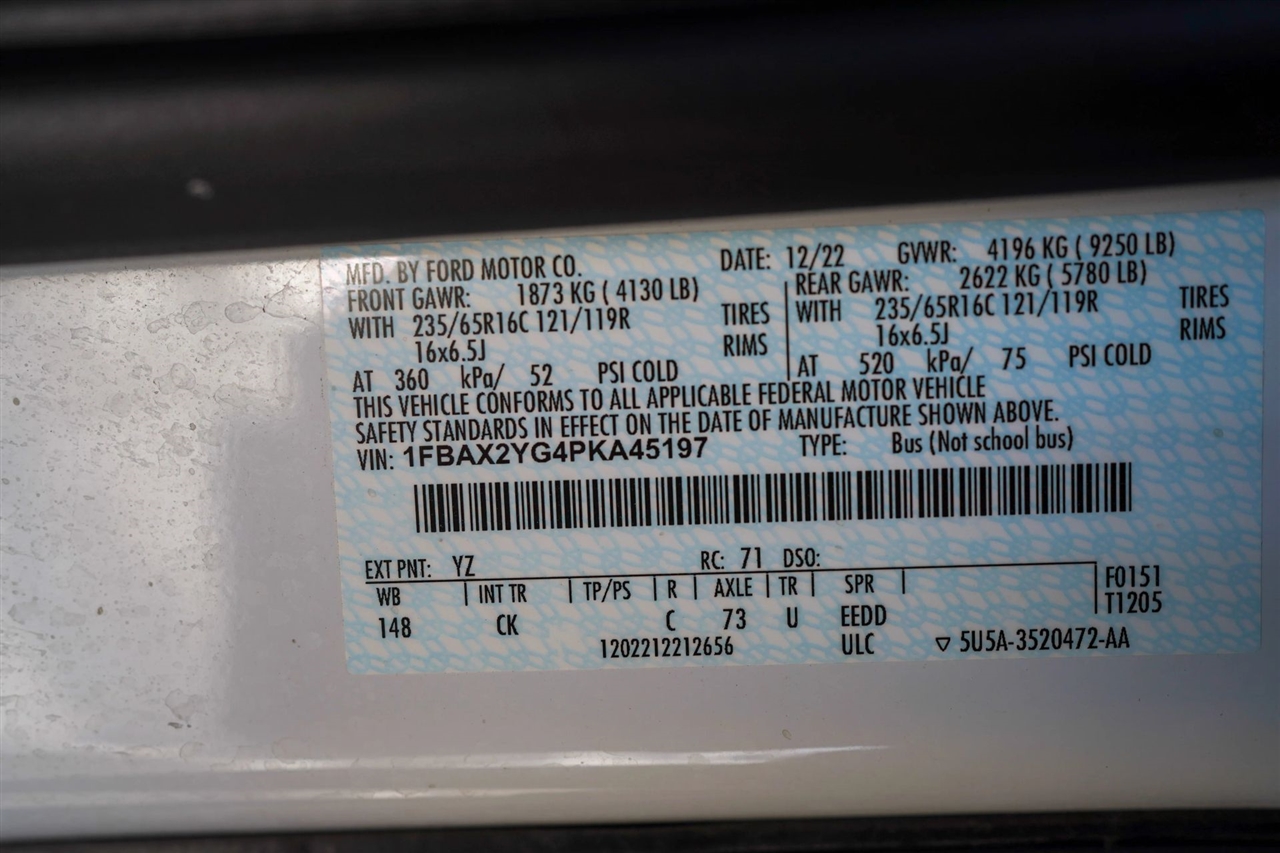 MFD. BY FORD MOTOR CO. DATE: 12/22 GVWR: 4196 KG ( 9250 LB)
FRONT GAWR: 1873 KG ( 4130 LB) REAR GAWR: 2622 KG ( 5780 LB)
WITH 235/65R16C 121/119R TIRES WITH 235/65R16C 121/119R TIRES
16x6.5J RIMS 16x6.5J RIMS
AT 360 kPa/ 52 PSI COLD AT 520 kPa/ 75 PSI COLD
THIS VEHICLE CONFORMS TO ALL APPLICABLE FEDERAL MOTOR VEHICLE
SAFETY STANDARDS IN EFFECT ON THE DATE OF MANUFACTURE SHOWN ABOVE.
VIN: 1FBAX2YG4PKA45197 TYPE: Bus (Not school bus)
EXT PNT: YZ RC: 71 DSO:
WB INT TR TP/PS R AXLE TR SPR F0151
148 CK C 73 U EEDD T1205
1202212212656 ULC ▽ 5U5A-3520472-AA